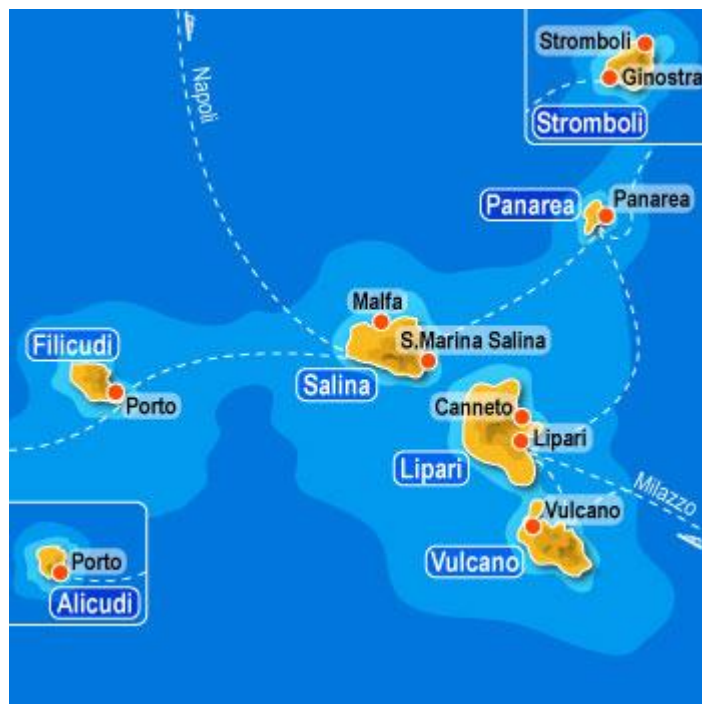 Stromboli
Ginostra
Stromboli
Napoli
Panarea
Panarea
Malfa
S.Marina Salina
Salina
Filicudi
Porto
Canneto
Lipari
Lipari
Milazzo
Vulcano
Vulcano
Porto
Alicudi